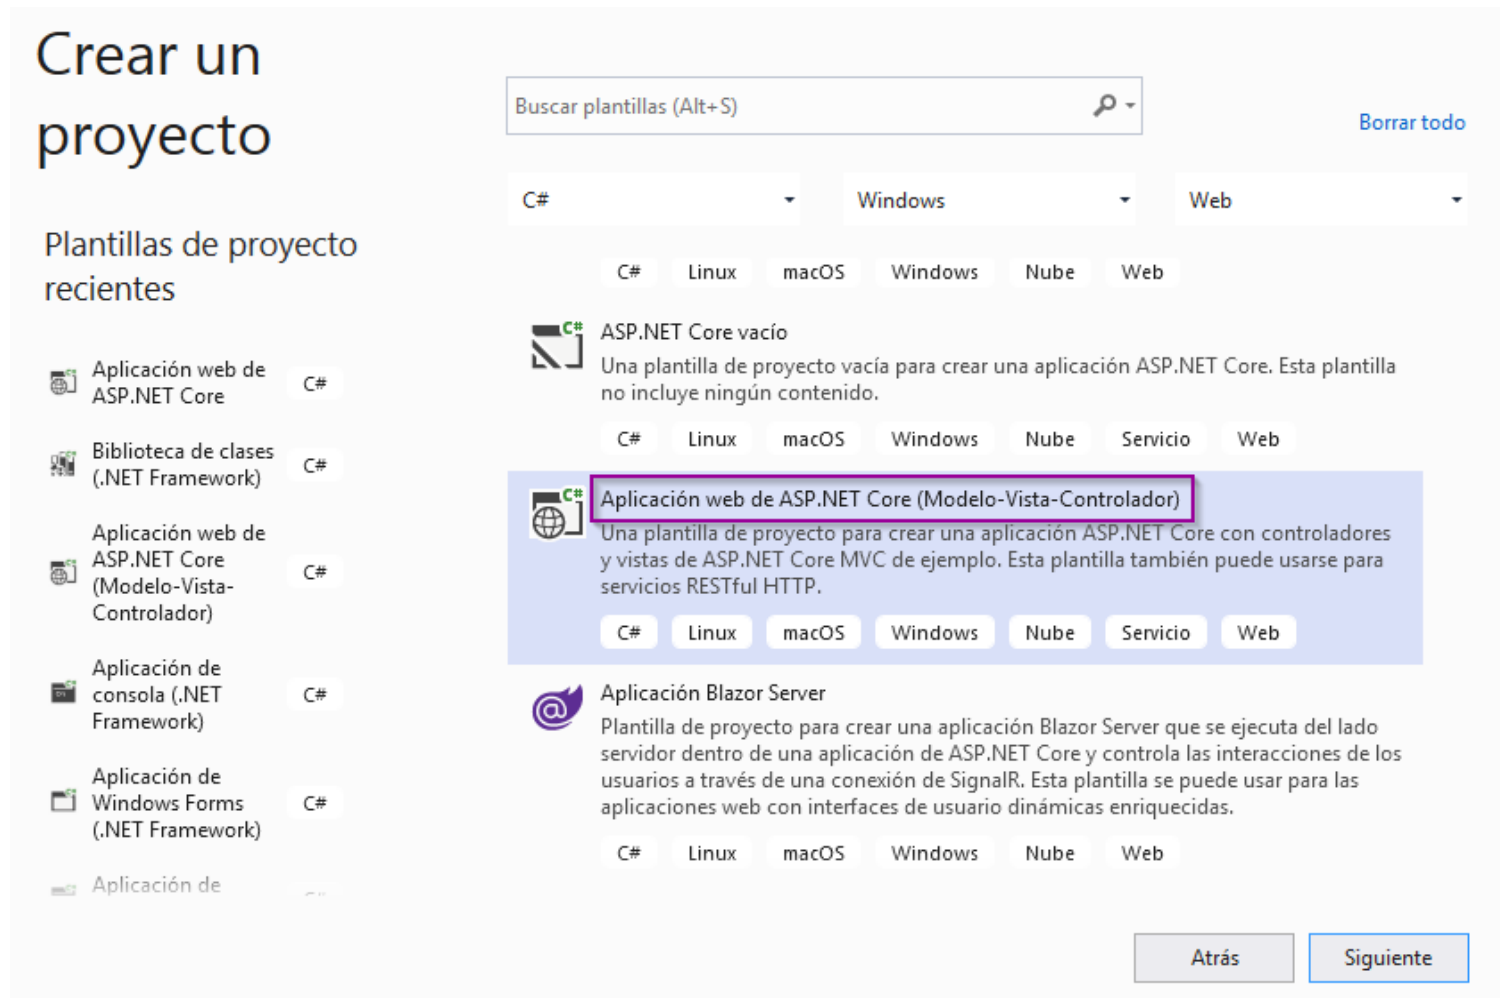 Crear un
proyecto
Plantillas de proyecto
recientes
Aplicación web de
ASP.NET Core
C#
Biblioteca de clases
(.NET Framework)
C#
Aplicación web de
ASP.NET Core
(Modelo-Vista-
Controlador)
C#
Aplicación de
consola (.NET
Framework)
C#
Aplicación de
Windows Forms
(.NET Framework)
C#
Aplicación de
Buscar plantillas (Alt+S)
Borrar todo
C# Windows Web
C# Linux macOS Windows Nube Web
ASP.NET Core vacío
Una plantilla de proyecto vacía para crear una aplicación ASP.NET Core. Esta plantilla
no incluye ningún contenido.
C# Linux macOS Windows Nube Servicio Web
Aplicación web de ASP.NET Core (Modelo-Vista-Controlador)
Una plantilla de proyecto para crear una aplicación ASP.NET Core con controladores
y vistas de ASP.NET Core MVC de ejemplo. Esta plantilla también puede usarse para
servicios RESTful HTTP.
C# Linux macOS Windows Nube Servicio Web
Aplicación Blazor Server
Plantilla de proyecto para crear una aplicación Blazor Server que se ejecuta del lado
servidor dentro de una aplicación de ASP.NET Core y controla las interacciones de los
usuarios a través de una conexión de SignalR. Esta plantilla se puede usar para las
aplicaciones web con interfaces de usuario dinámicas enriquecidas.
C# Linux macOS Windows Nube Web
Atrás Siguiente